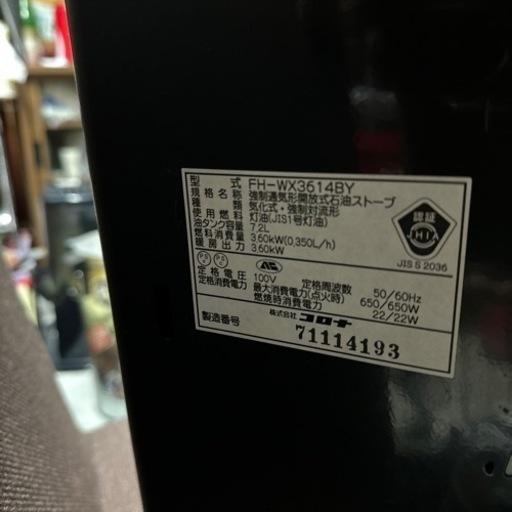 型 式 FH-WX3614BY
規格名称 強制通気形開放式石油ストーブ
種 類 気化式・強制対流形
使用燃料 灯油(JIS1号灯油)
油タンク容量 7.2L
燃料消費量 3.60kW(0.350L/h)
暖房出力 3.60kW
認証
JHIA
JIS S 2036
定格電圧 100V 定格周波数 50/60Hz
定格消費電力 最大消費電力(点火時) 650/650W
燃焼時消費電力 22/22W
株式会社 コロナ
製造番号 71114193